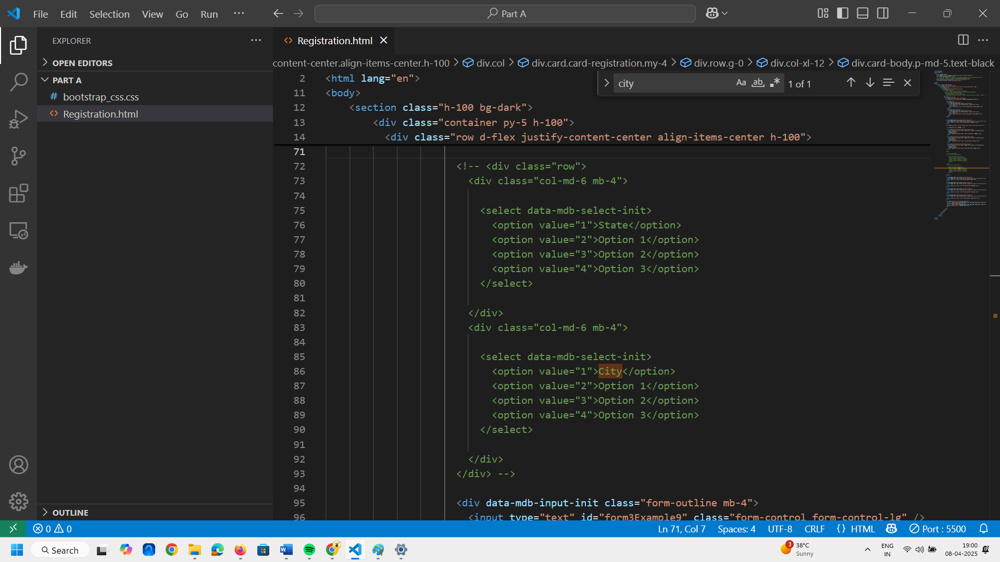 File Edit Selection View Go Run ···
Part A
EXPLORER
OPEN EDITORS
PART A
# bootstrap_css.css
<> Registration.html
OUTLINE
<> Registration.html
content-center.align-items-center.h-100 > div.col > div.card.card-registration.my-4 > div.row.g-0 > div.col-xl-12 > div.card-body.p-md-5.text-black
city Aa ab .* 1 of 1
2 <html lang="en">
11 <body>
12 <section class="h-100 bg-dark">
13 <div class="container py-5 h-100">
14 <div class="row d-flex justify-content-center align-items-center h-100">
71
72 <!-- <div class="row">
73 <div class="col-md-6 mb-4">
74
75 <select data-mdb-select-init>
76 <option value="1">State</option>
77 <option value="2">Option 1</option>
78 <option value="3">Option 2</option>
79 <option value="4">Option 3</option>
80 </select>
81
82 </div>
83 <div class="col-md-6 mb-4">
84
85 <select data-mdb-select-init>
86 <option value="1">City</option>
87 <option value="2">Option 1</option>
88 <option value="3">Option 2</option>
89 <option value="4">Option 3</option>
90 </select>
91
92 </div>
93 </div> -->
94
95 <div data-mdb-input-init class="form-outline mb-4">
96 <input type="text" id="form3Example9" class="form-control form-control-lg" />
0 0
Ln 71, Col 7 Spaces: 4 UTF-8 CRLF {} HTML Port : 5500
Search
3
38°C
Sunny
ENG
IN
19:00
08-04-2025